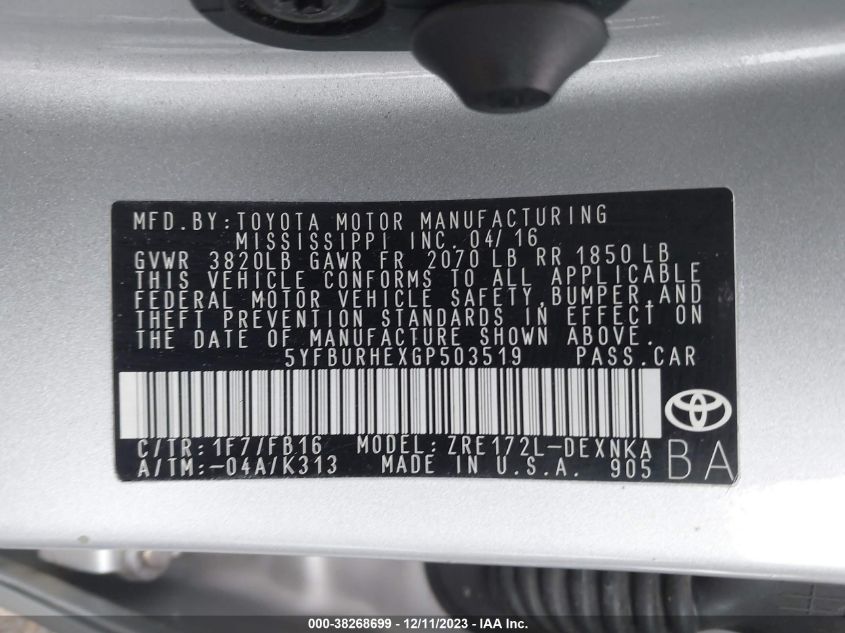 MFD.BY:TOYOTA MOTOR MANUFACTURING
MISSISSIPPI INC. 04/16
GVWR 3820LB GAWR FR 2070 LB RR 1850 LB
THIS VEHICLE CONFORMS TO ALL APPLICABLE
FEDERAL MOTOR VEHICLE SAFETY,BUMPER,AND
THEFT PREVENTION STANDARDS IN EFFECT ON
THE DATE OF MANUFACTURE SHOWN ABOVE.
5YFBURHEXGP503519 PASS.CAR
C/TR:1F7/FB16 MODEL:ZRE172L-DEXNKA
A/TM:-04A/K313 MADE IN U.S.A. 905 BA
000-38268699 - 12/11/2023 - IAA Inc.